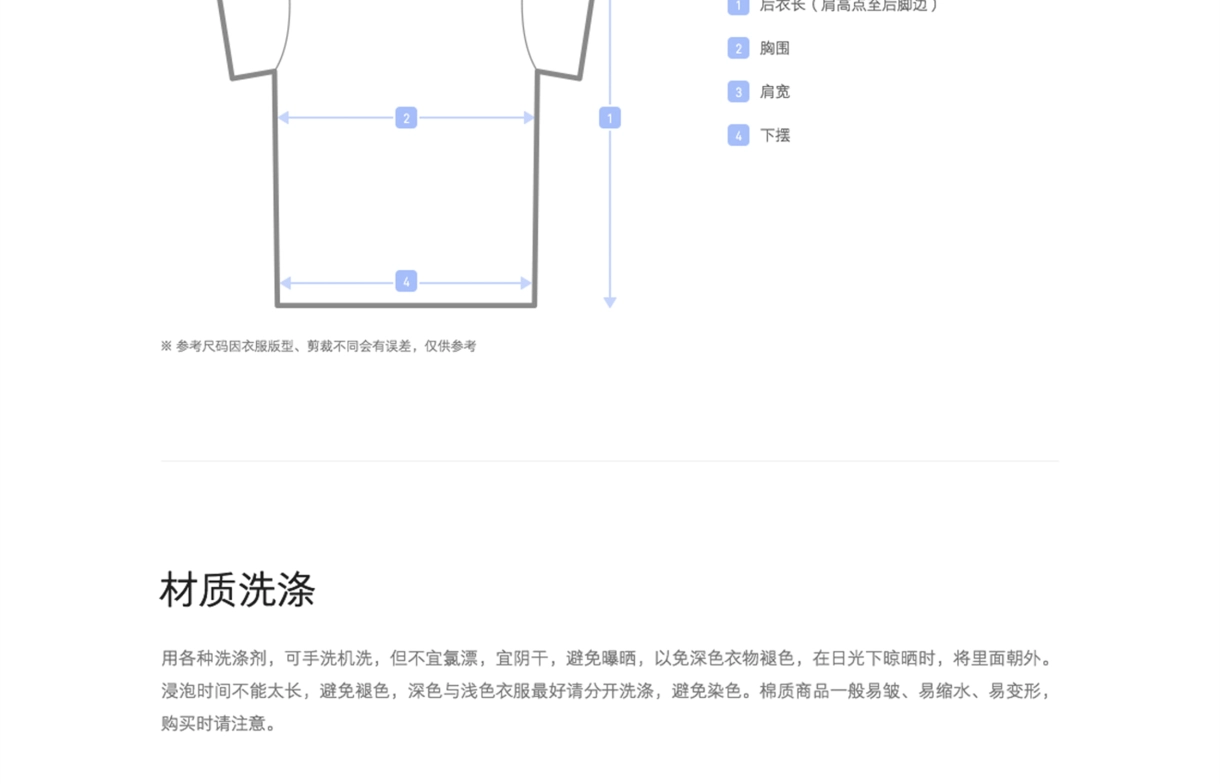 1 后衣长 ( 肩高点至后脚边 )
2 胸围
3 肩宽
4 下摆
2
1
4
※ 参考尺码因衣服版型、剪裁不同会有误差，仅供参考
材质洗涤
用各种洗涤剂，可手洗机洗，但不宜氯漂，宜阴干，避免曝晒，以免深色衣物褪色，在日光下晾晒时，将里面朝外。
浸泡时间不能太长，避免褪色，深色与浅色衣服最好请分开洗涤，避免染色。棉质商品一般易皱、易缩水、易变形，
购买时请注意。